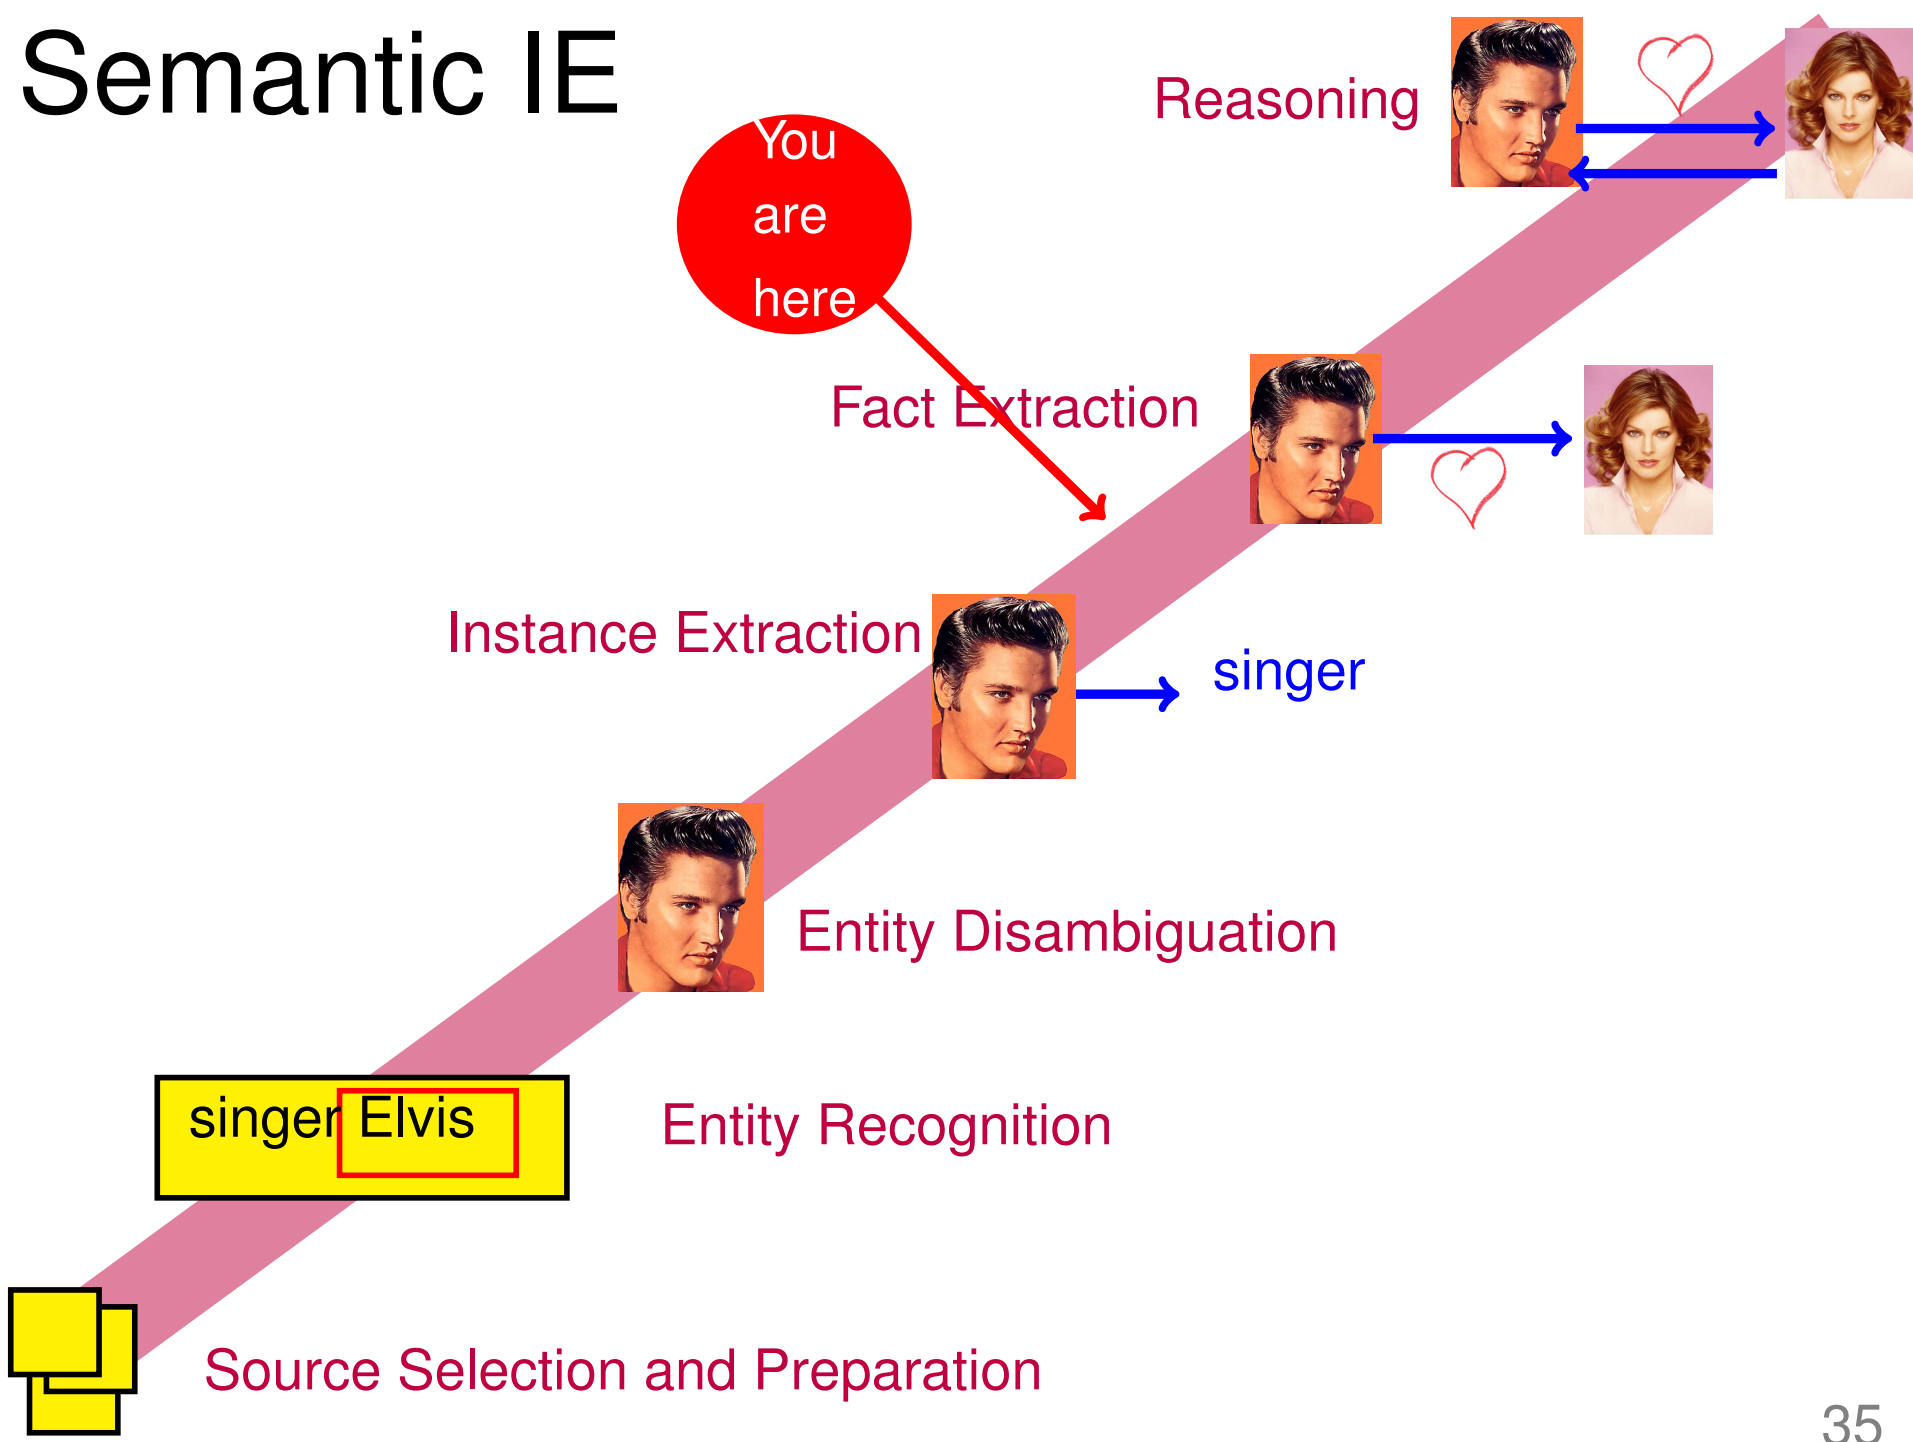 Semantic IE
Reasoning
You
are
here
Fact Extraction
Instance Extraction
singer
Entity Disambiguation
singer Elvis
Entity Recognition
Source Selection and Preparation
35